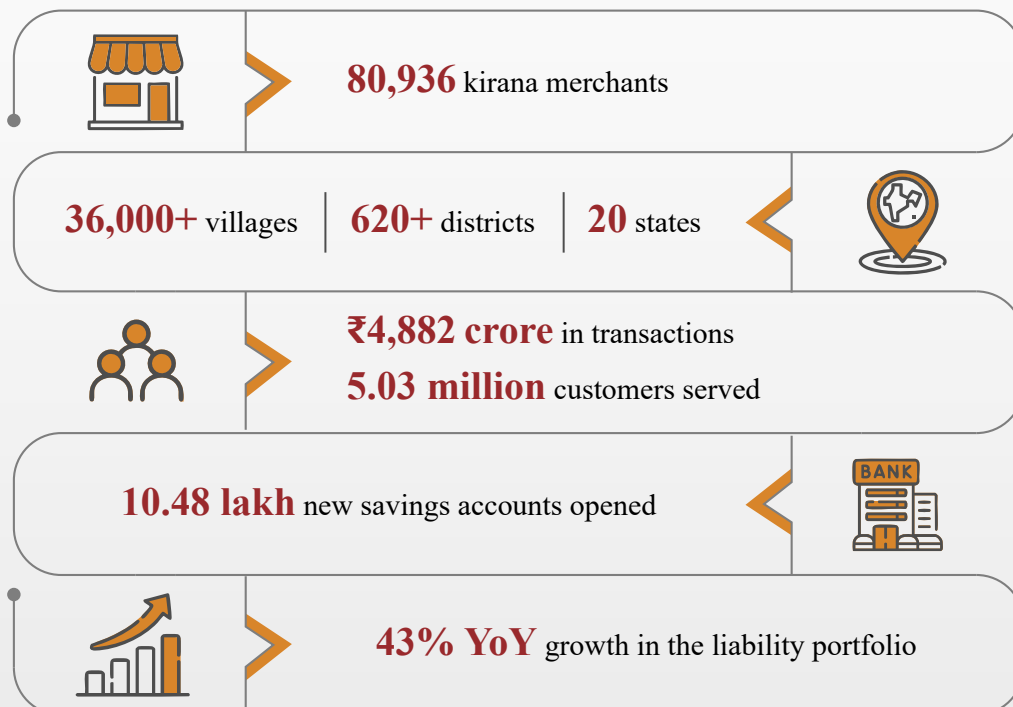 80,936 kirana merchants
36,000+ villages 620+ districts 20 states
₹4,882 crore in transactions
5.03 million customers served
10.48 lakh new savings accounts opened
BANK
43% YoY growth in the liability portfolio